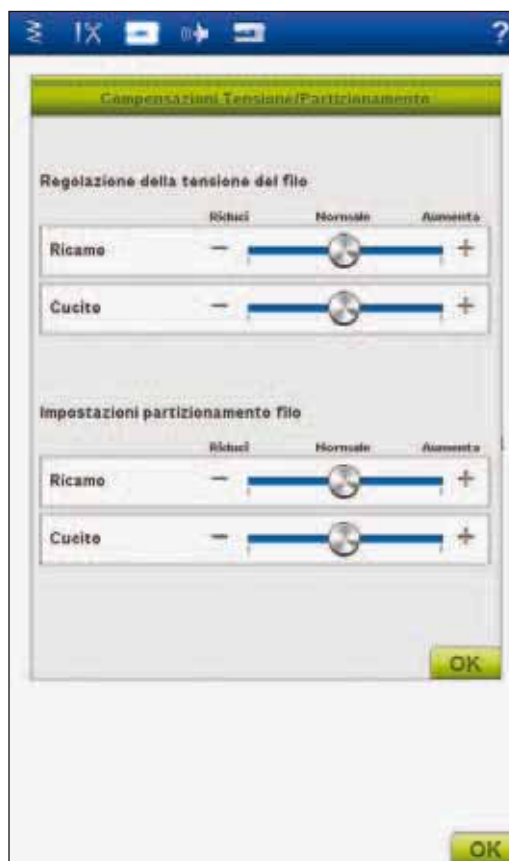 ?
Compensazioni Tensione/Partizionamento
Regolazione della tensione del filo
Riduci Normale Aumenta
Ricamo - +
Cucito - +
Impostazioni partizionamento filo
Riduci Normale Aumenta
Ricamo - +
Cucito - +
OK
OK